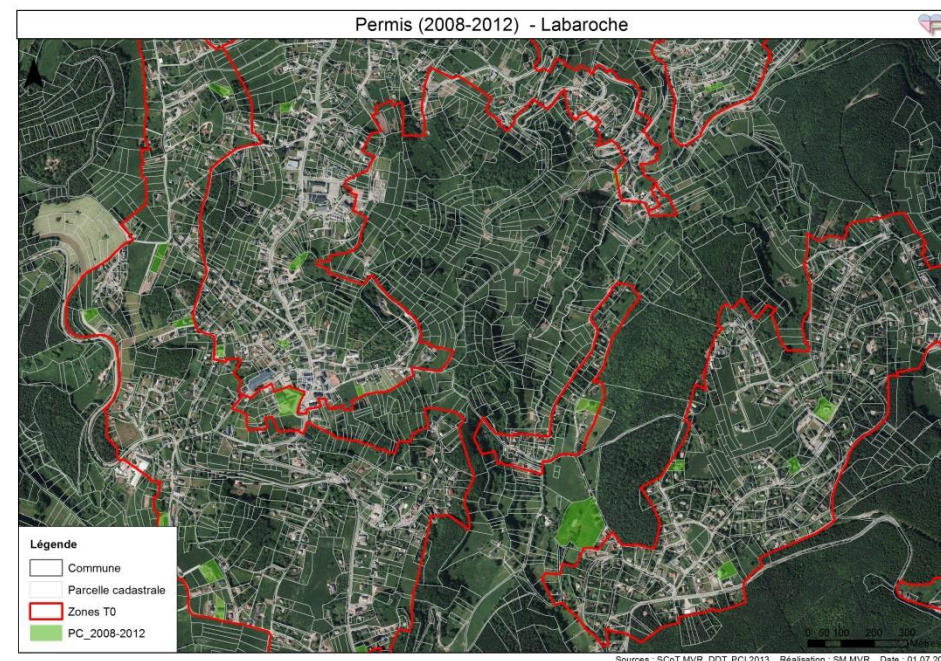 Permis (2008-2012) - Labaroche
Légende
Commune
Parcelle cadastrale
Zones T0
PC_2008-2012
0 50 100 200 300
Mètres
Sources : SCoT MVR, DDT, PCI 2013 Réalisation : SM MVR Date : 01.07.20